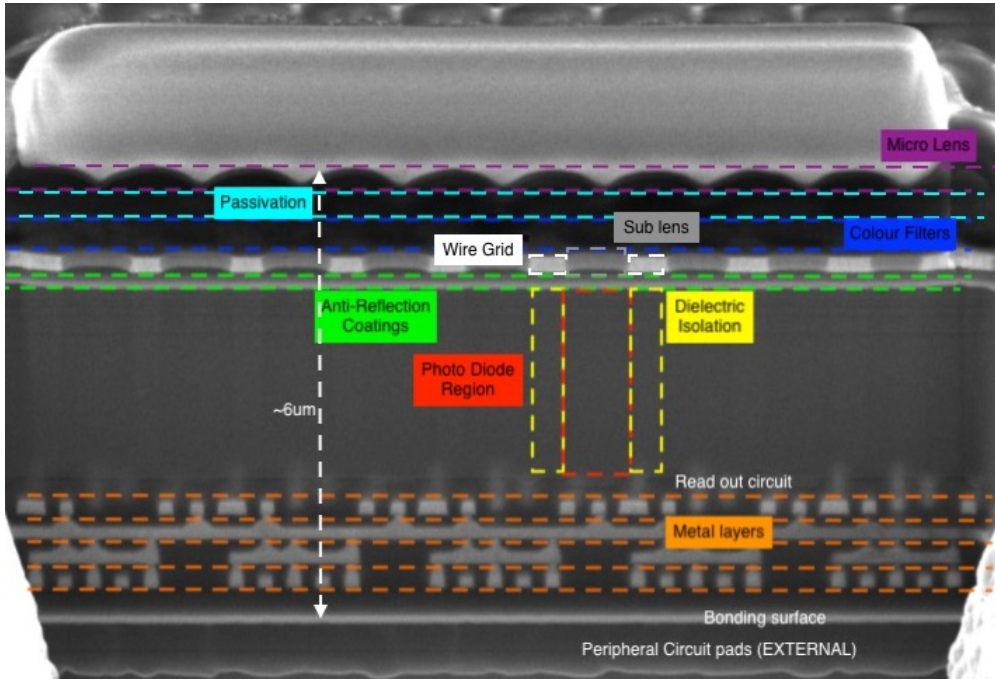 Micro Lens
Passivation
Sub lens
Colour Filters
Wire Grid
Anti-Reflection
Coatings
Dielectric
Isolation
Photo Diode
Region
~6um
Read out circuit
Metal layers
Bonding surface
Peripheral Circuit pads (EXTERNAL)